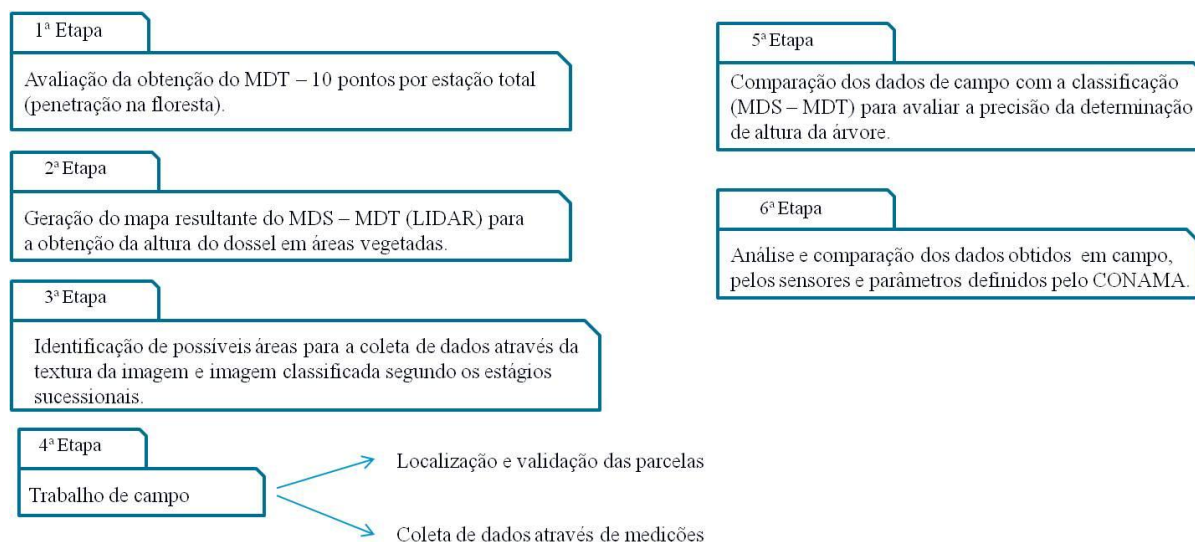 1ª Etapa
Avaliação da obtenção do MDT – 10 pontos por estação total
(penetração na floresta).
2ª Etapa
Geração do mapa resultante do MDS – MDT (LIDAR) para
a obtenção da altura do dossel em áreas vegetadas.
3ª Etapa
Identificação de possíveis áreas para a coleta de dados através da
textura da imagem e imagem classificada segundo os estágios
sucessionais.
4ª Etapa
Trabalho de campo
Localização e validação das parcelas
Coleta de dados através de medições
5ª Etapa
Comparação dos dados de campo com a classificação
(MDS – MDT) para avaliar a precisão da determinação
de altura da árvore.
6ª Etapa
Análise e comparação dos dados obtidos em campo,
pelos sensores e parâmetros definidos pelo CONAMA.